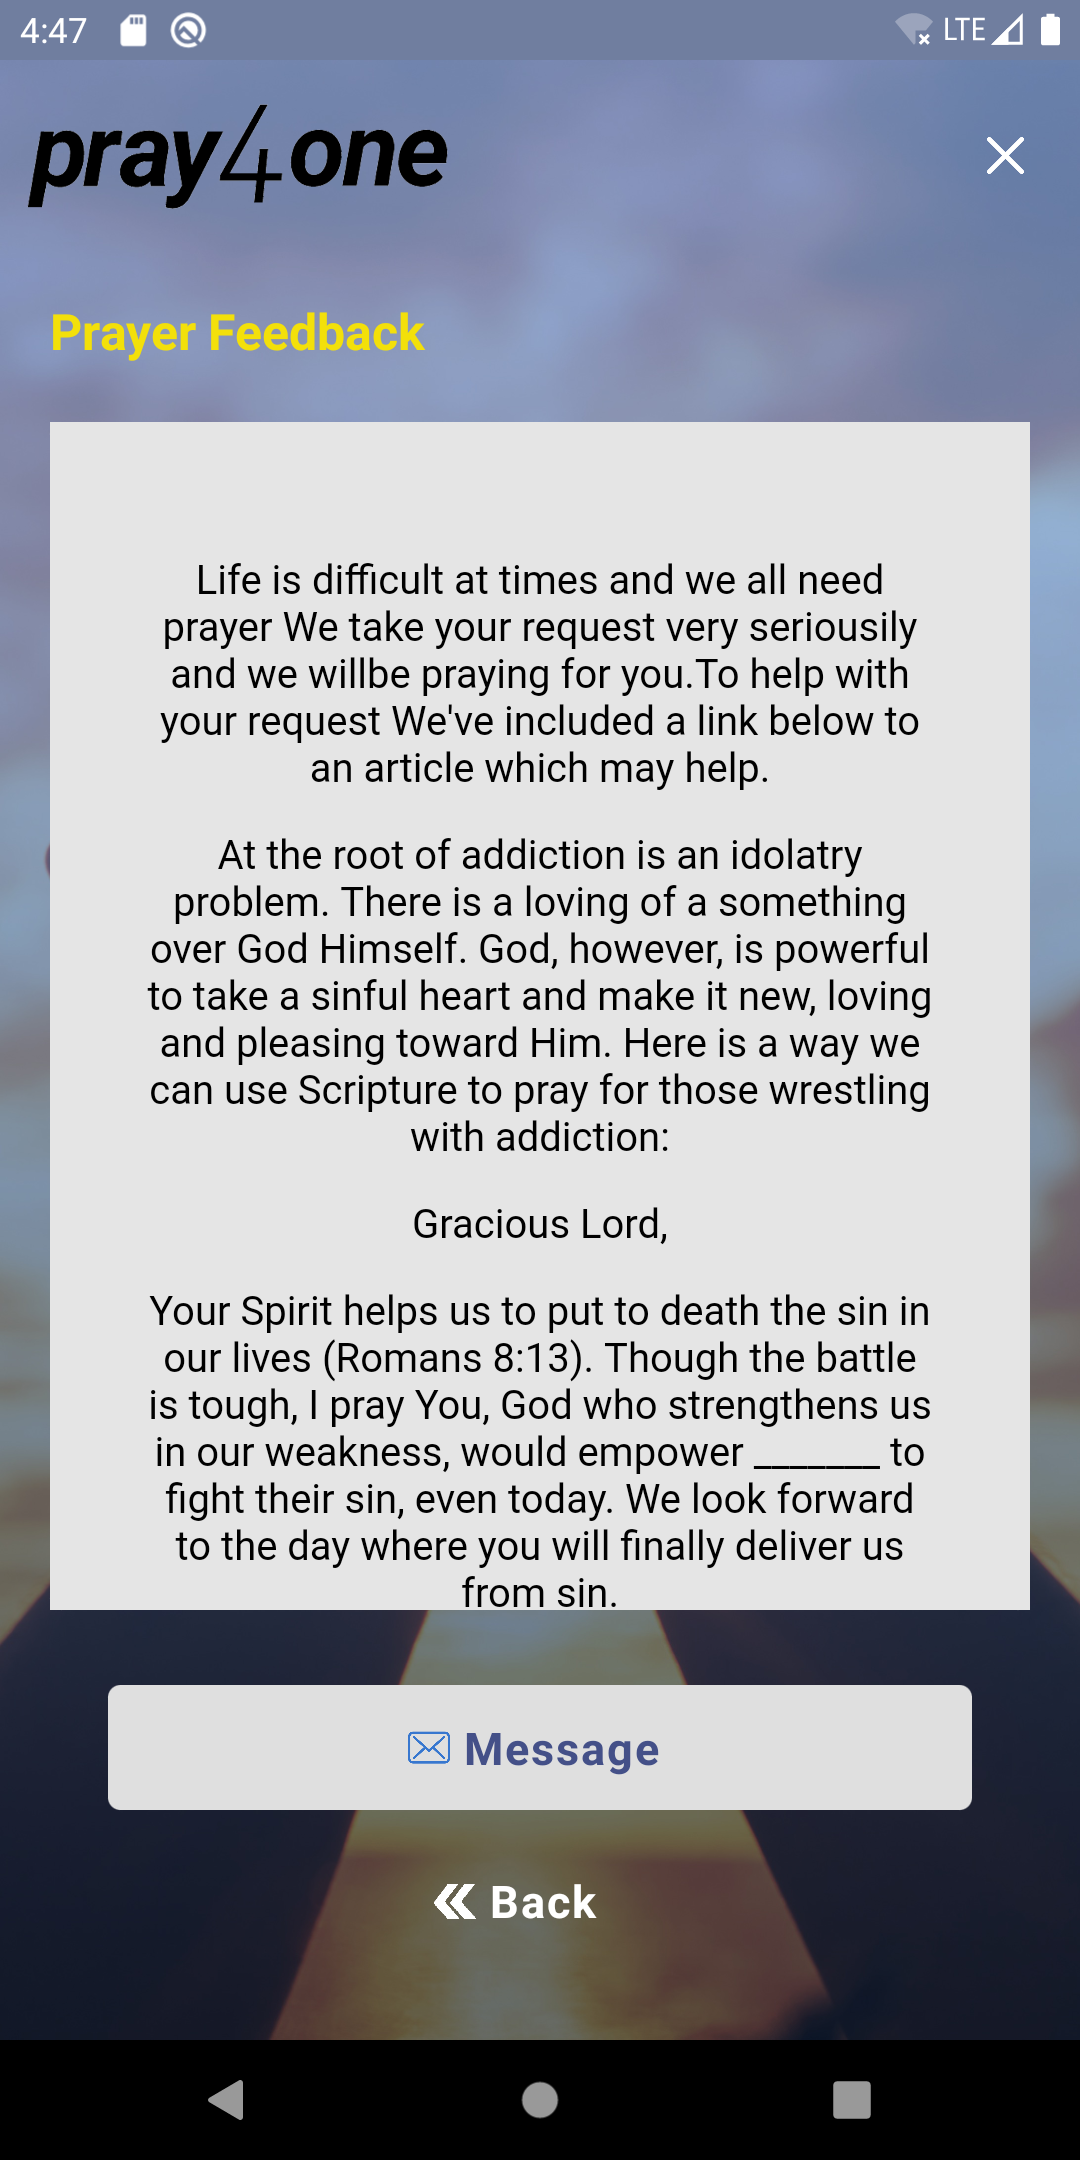 4:47 LTE
pray4one
Prayer Feedback
Life is difficult at times and we all need
prayer We take your request very seriousily
and we willbe praying for you.To help with
your request We've included a link below to
an article which may help.
At the root of addiction is an idolatry
problem. There is a loving of a something
over God Himself. God, however, is powerful
to take a sinful heart and make it new, loving
and pleasing toward Him. Here is a way we
can use Scripture to pray for those wrestling
with addiction:
Gracious Lord,
Your Spirit helps us to put to death the sin in
our lives (Romans 8:13). Though the battle
is tough, I pray You, God who strengthens us
in our weakness, would empower _______ to
fight their sin, even today. We look forward
to the day where you will finally deliver us
from sin.
Message
Back